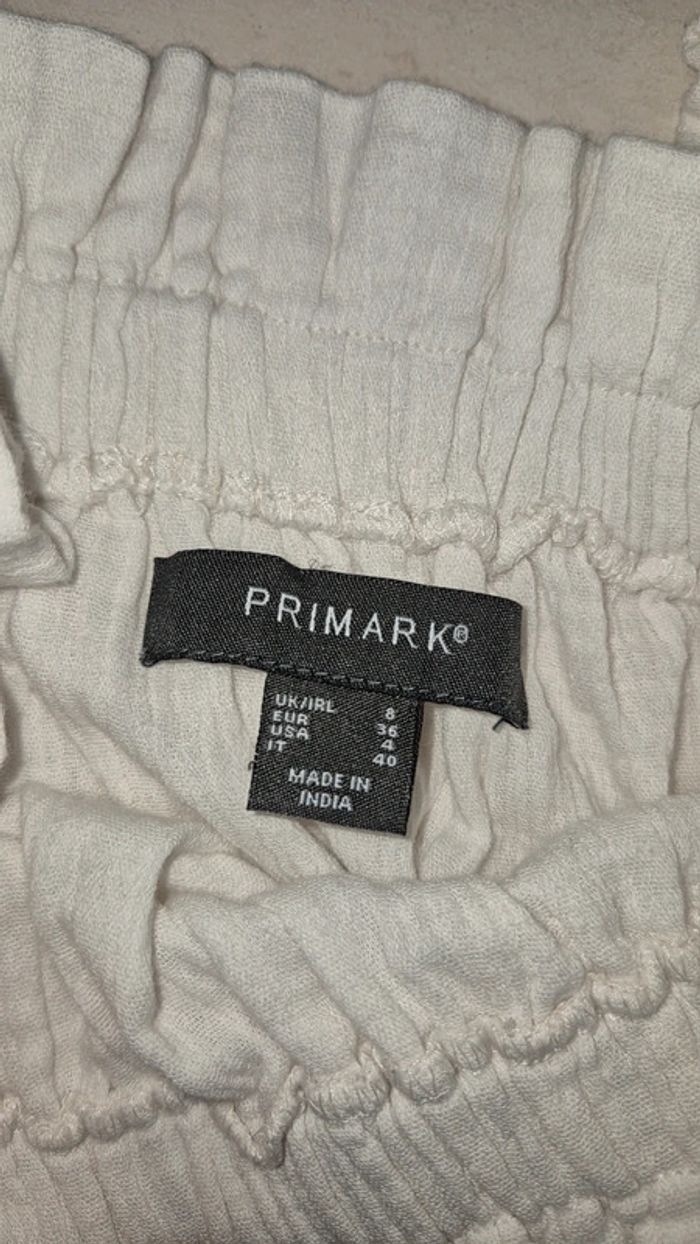 PRIMARK®
UK/IRL 8
EUR 36
USA 4
IT 40
MADE IN
INDIA